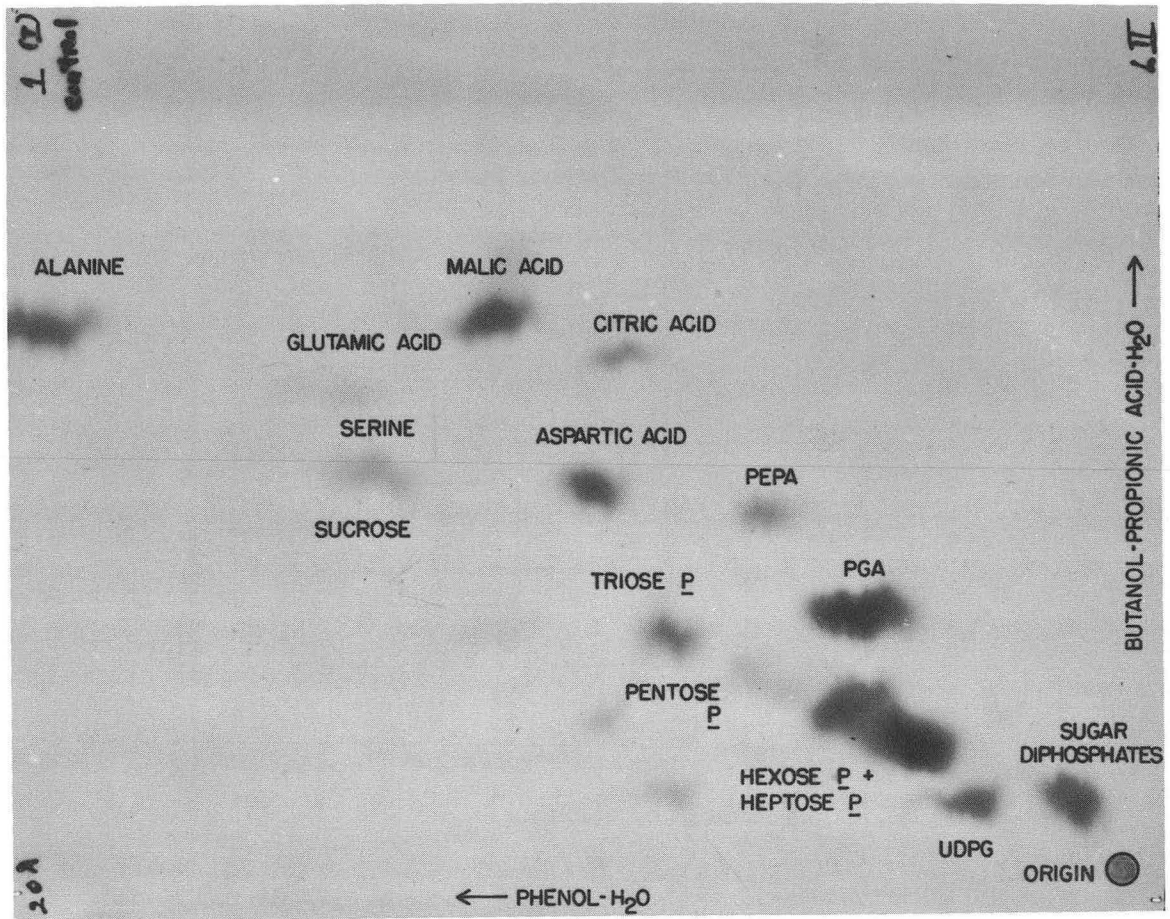 1 (I)
control
ALANINE
MALIC ACID
CITRIC ACID
GLUTAMIC ACID
SERINE
ASPARTIC ACID
PEPA
SUCROSE
TRIOSE P
PGA
PENTOSE
P
SUGAR
DIPHOSPHATES
HEXOSE P +
HEPTOSE P
UDPG
ORIGIN
← PHENOL-H₂O
BUTANOL-PROPIONIC ACID-H₂O →